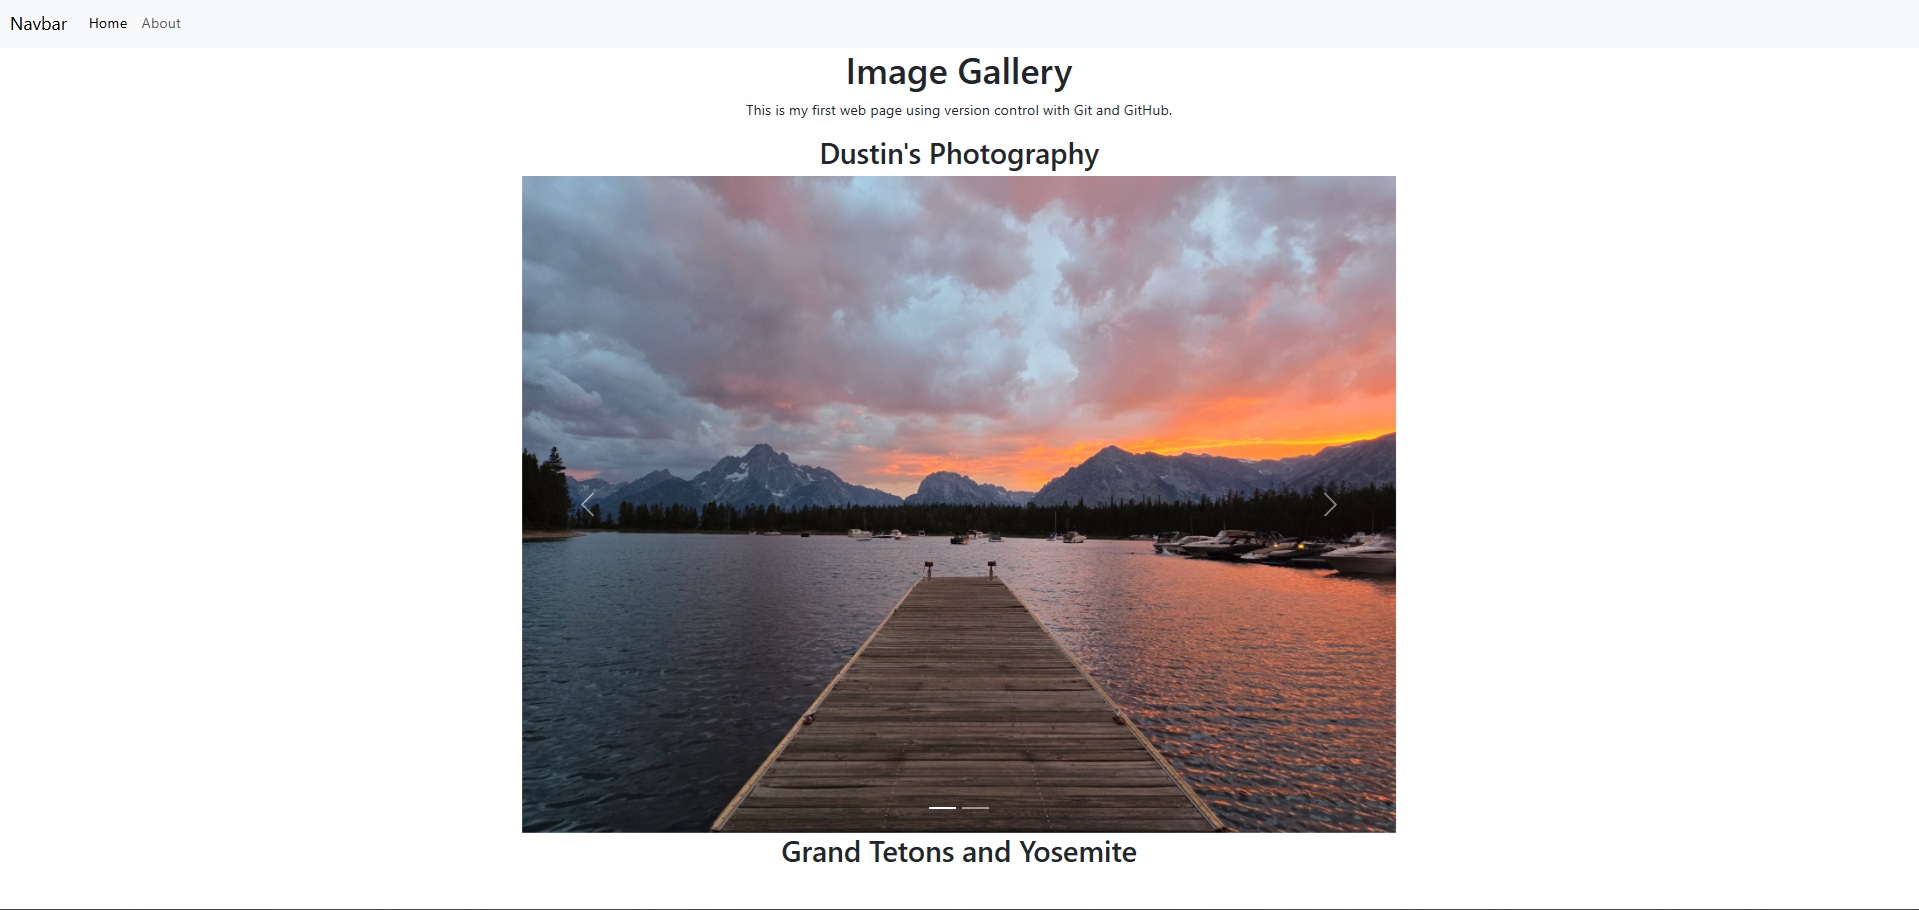 Navbar Home About
Image Gallery
This is my first web page using version control with Git and GitHub.
Dustin's Photography
Grand Tetons and Yosemite